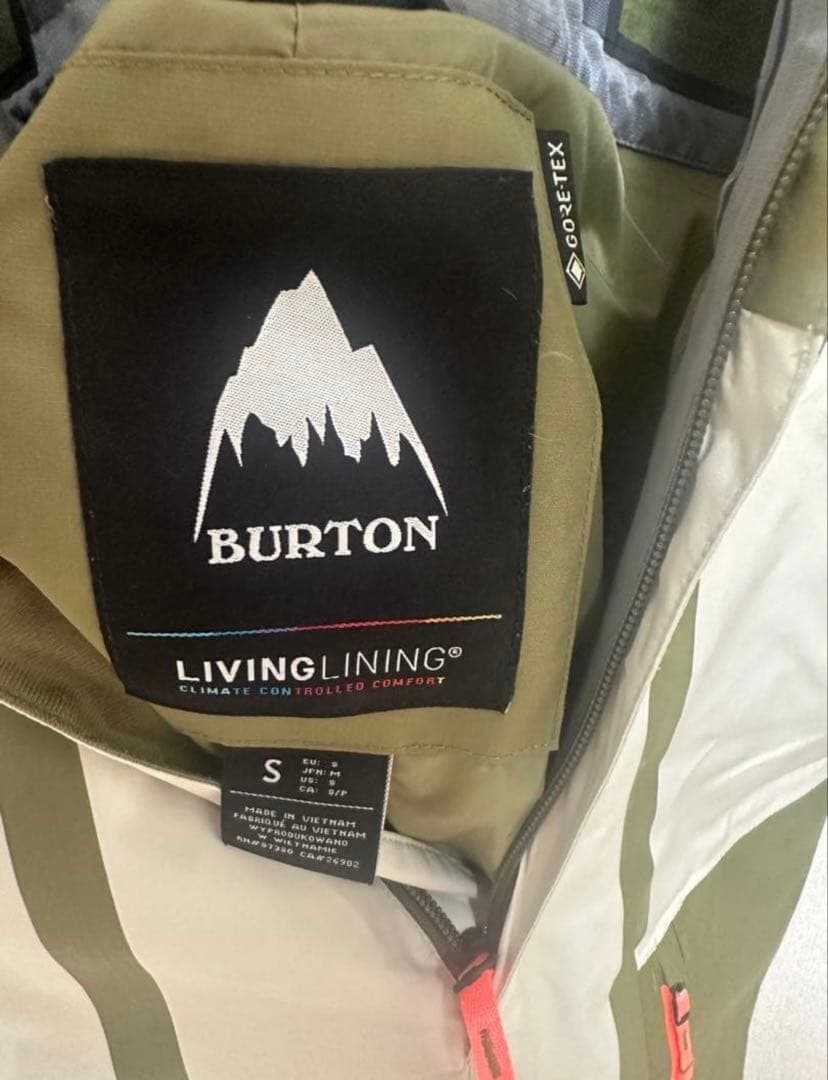 GORE-TEX
BURTON
LIVINGLINING®
CLIMATE CONTROLLED COMFORT
S
EU: S
JPN: M
US: S
CA: S/P
MADE IN VIETNAM
FABRIQUÉ AU VIETNAM
WYPRODUKOWANO
W WIETNAMIE
RN#87380 CA#26902